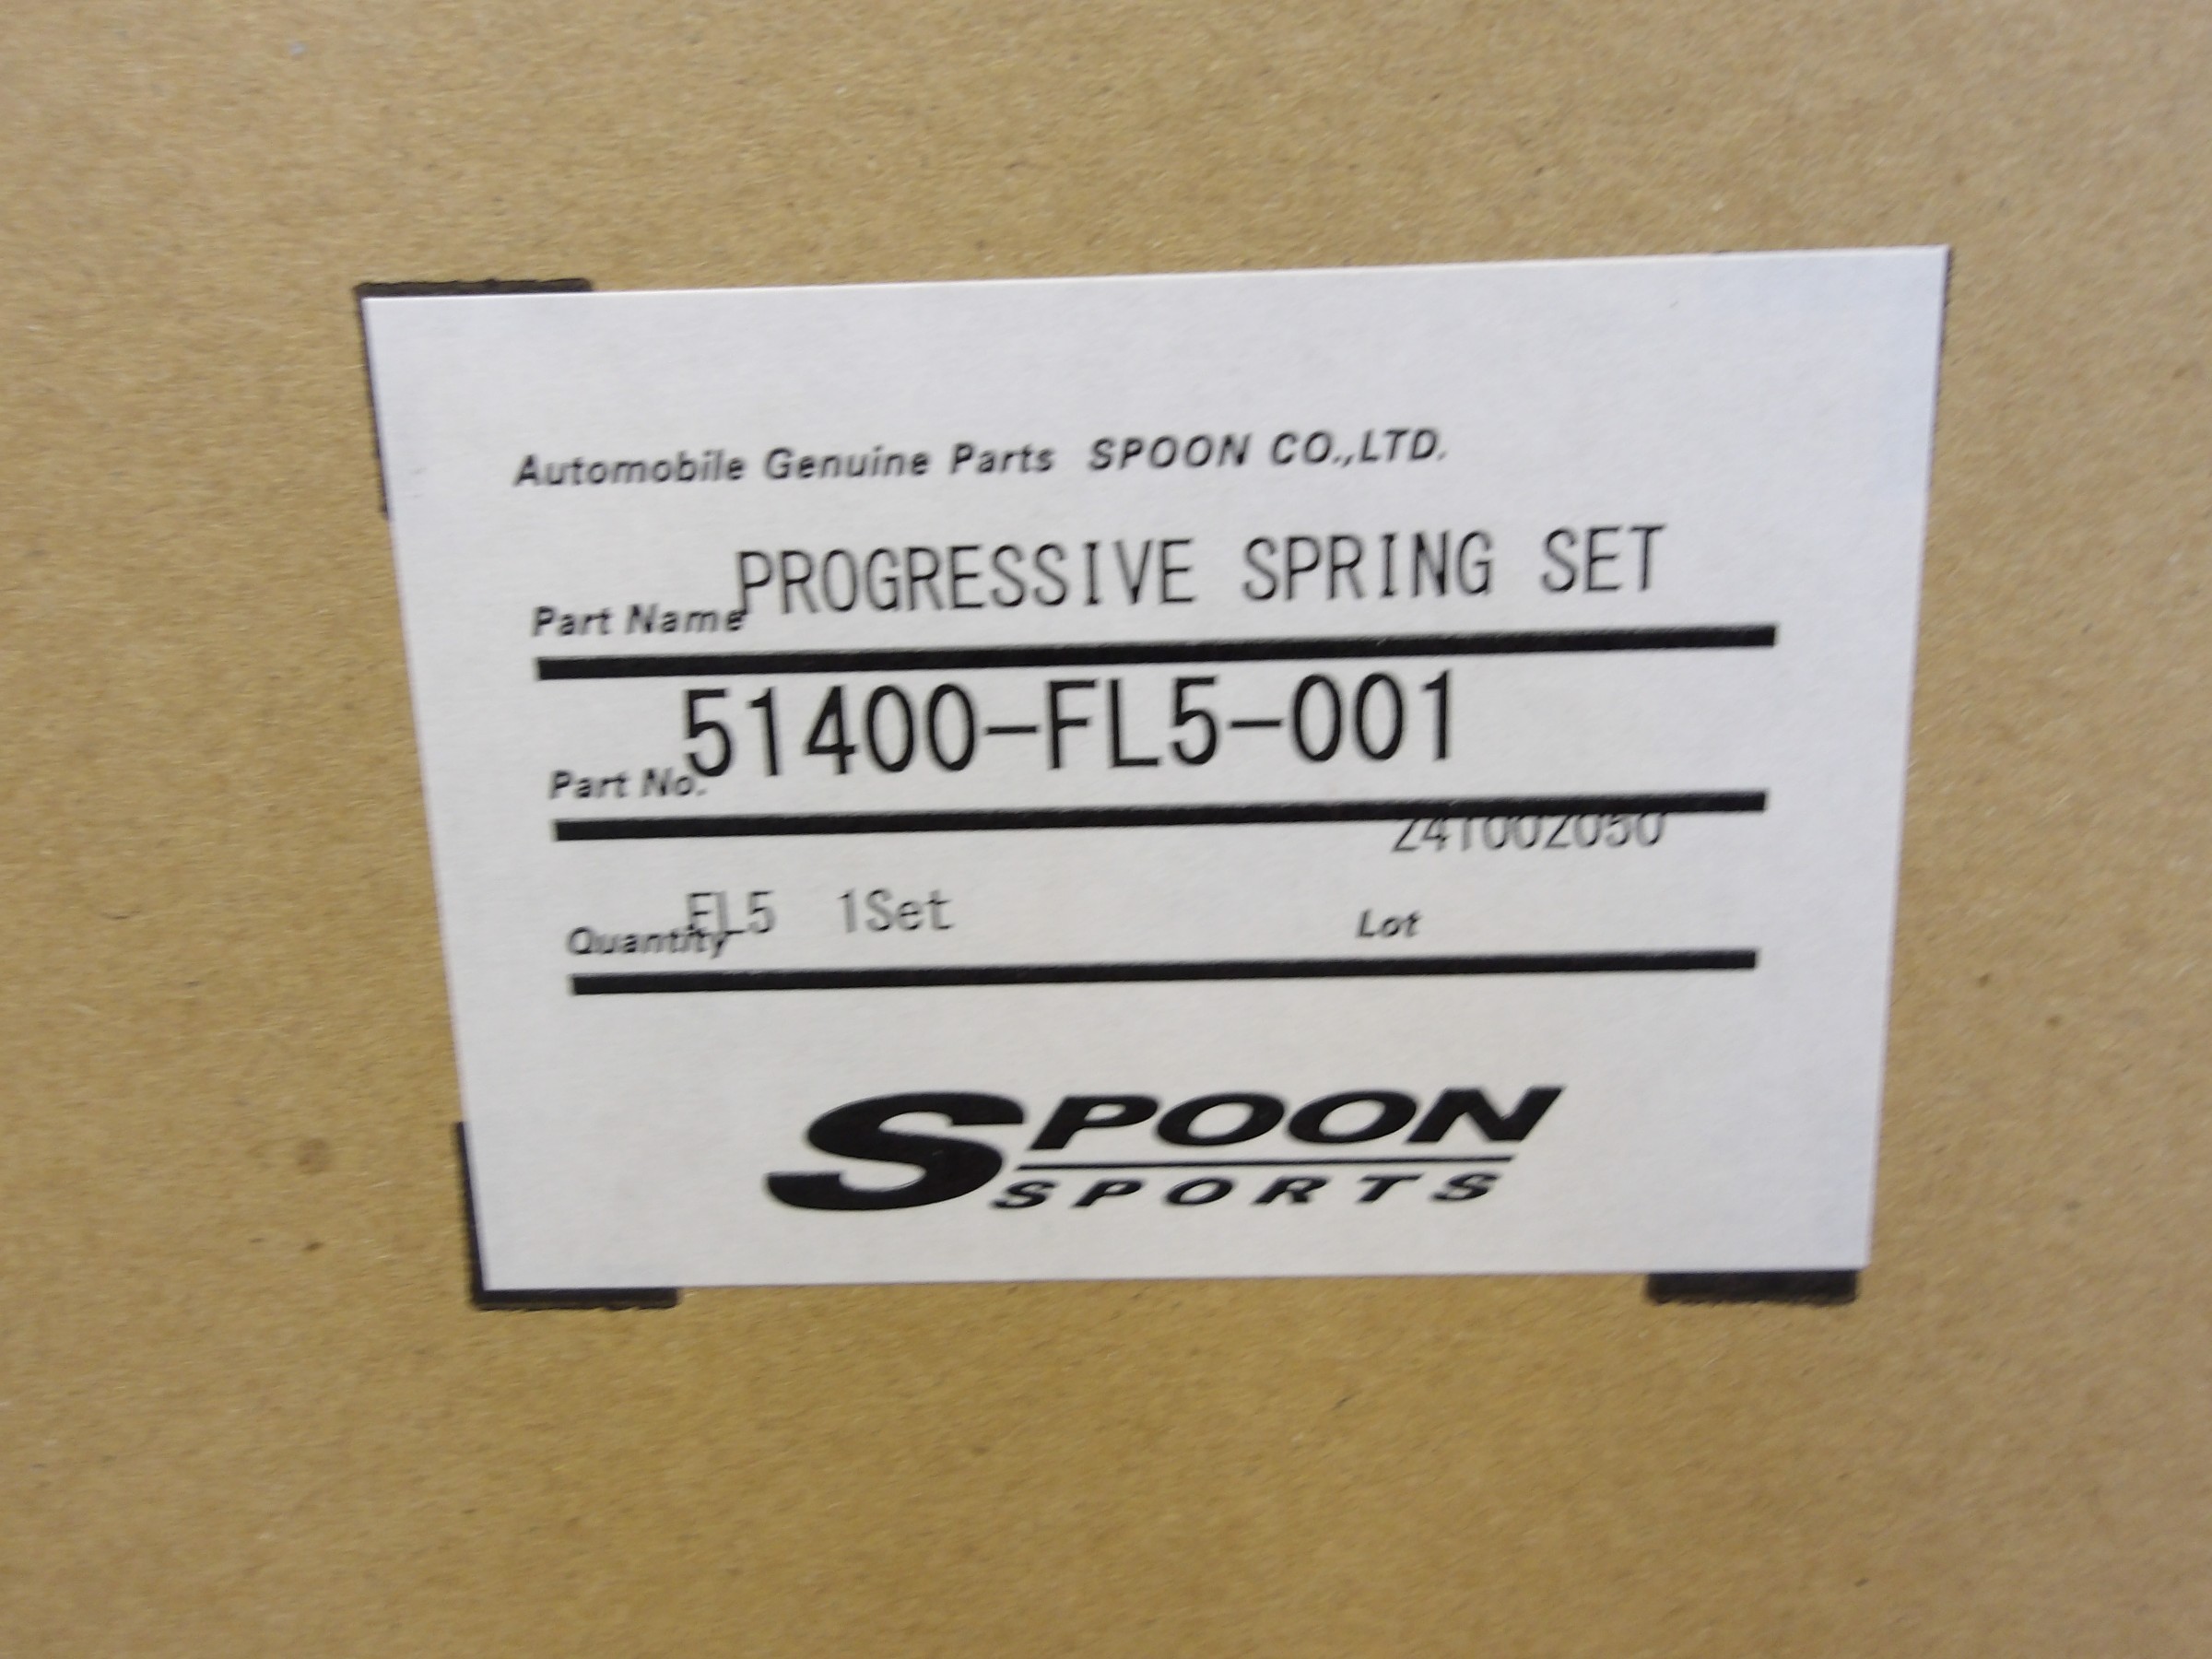 Automobile Genuine Parts SPOON CO.,LTD.
Part Name PROGRESSIVE SPRING SET
Part No. 51400-FL5-001
Quantity FL5 1Set Lot
SPOON
SPORTS